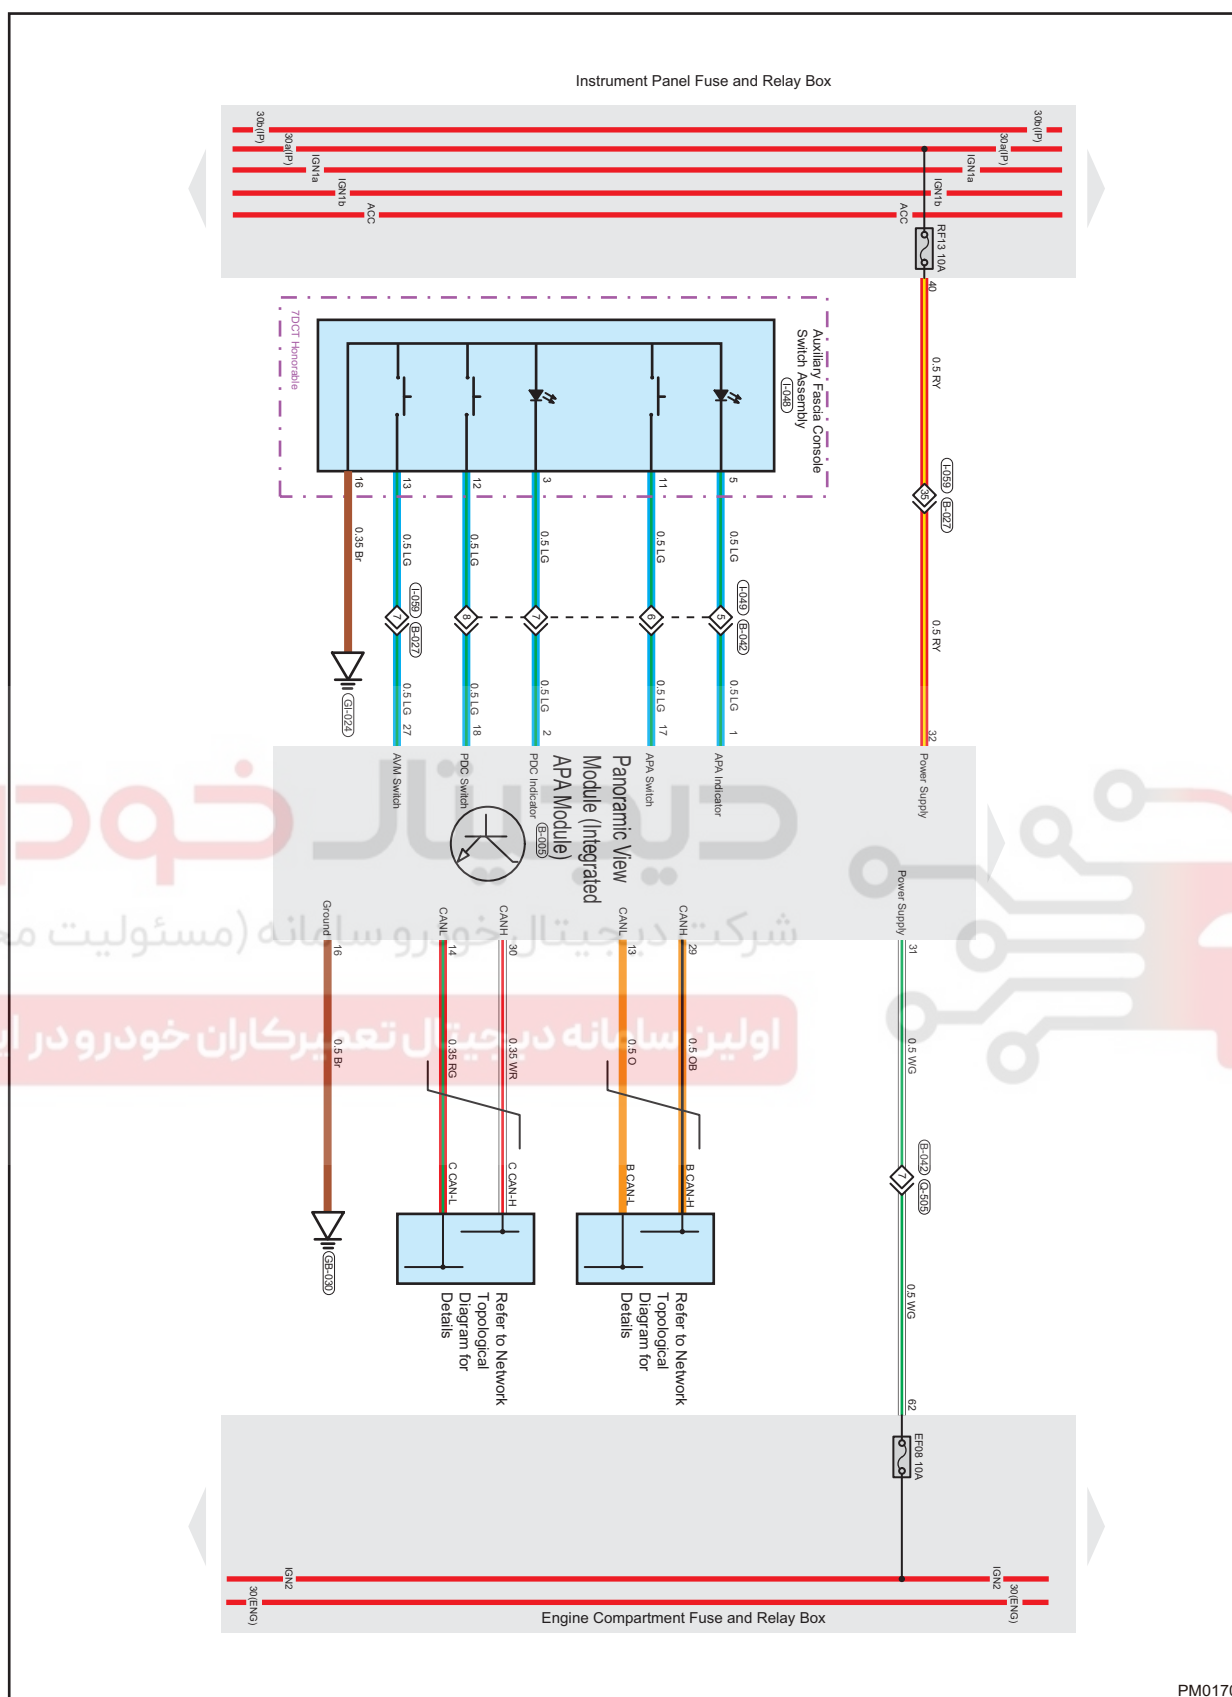 Instrument Panel Fuse and Relay Box
30b(IP)
30b(IP)
30a(IP)
30a(IP)
IGN1a
IGN1a
IGN1b
IGN1b
ACC
ACC
RF13 10A
40
0.5 RY
I-059
B-027
35
0.5 RY
32
Power Supply
7DCT Honorable
Auxiliary Fascia Console
Switch Assembly
I-048
16
13
12
3
11
5
0.35 Br
0.5 LG
0.5 LG
0.5 LG
0.5 LG
0.5 LG
I-059
B-027
I-049
B-042
7
8
7
6
5
GI-024
0.5 LG
0.5 LG
0.5 LG
0.5 LG
0.5 LG
27
18
2
17
1
AVM Switch
PDC Switch
PDC Indicator
APA Switch
APA Indicator
Panoramic View
Module (Integrated
APA Module)
B-005
دیجیتال خودرو
شرکت دیجیتال خودرو سامانه (مسئولیت
اولین سامانه دیجیتال تعمیرکاران خودرو در
Ground
CANL
CANH
CANL
CANH
Power Supply
16
14
30
13
29
31
0.5 Br
0.35 RG
0.35 WR
0.5 O
0.5 OB
0.5 WG
C CAN-L
C CAN-H
B CAN-L
B CAN-H
B-042
Q-505
7
GB-030
Refer to Network
Topological
Diagram for
Details
Refer to Network
Topological
Diagram for
Details
0.5 WG
62
EF08 10A
IGN2
IGN2
30(ENG)
30(ENG)
Engine Compartment Fuse and Relay Box
PM0170